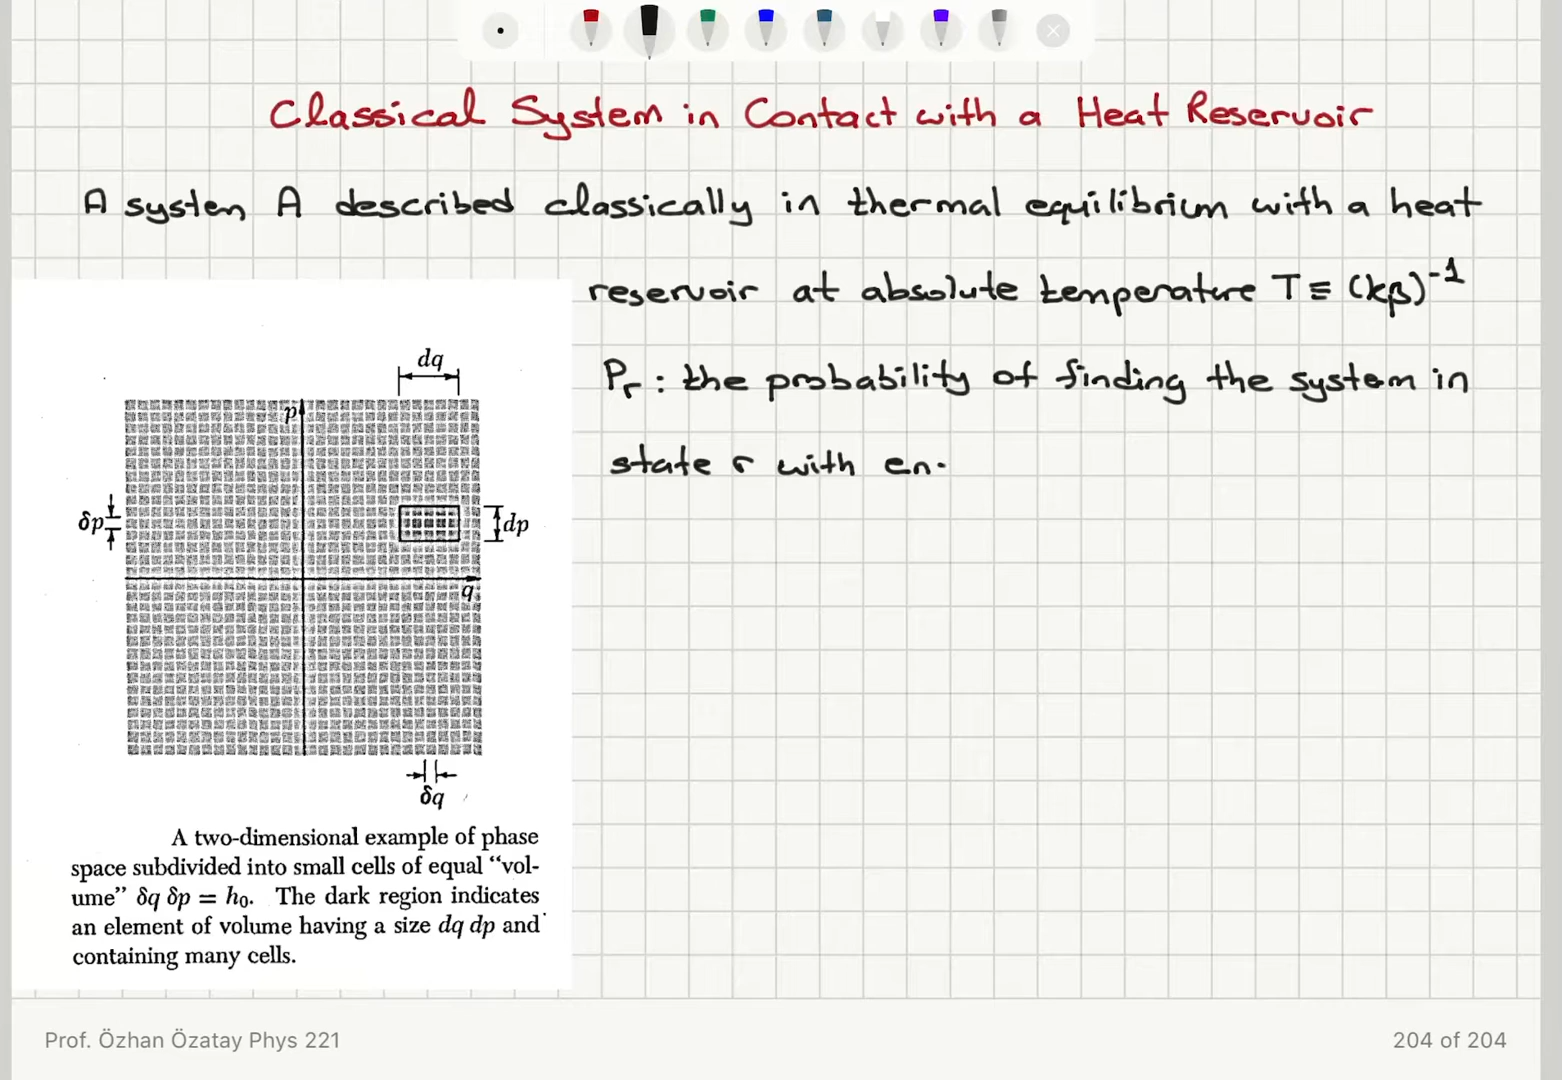 Classical System in Contact with a Heat Reservoir
A systen A described classically in thermal equilibrium with a heat
reservoir at absolute temperature T ≡ (kβ)⁻¹
Pr : the probability of finding the system in
state r with en.
dq
p
δp
dp
q
δq
A two-dimensional example of phase
space subdivided into small cells of equal “vol-
ume” δq δp = h₀. The dark region indicates
an element of volume having a size dq dp and
containing many cells.
Prof. Özhan Özatay Phys 221
204 of 204